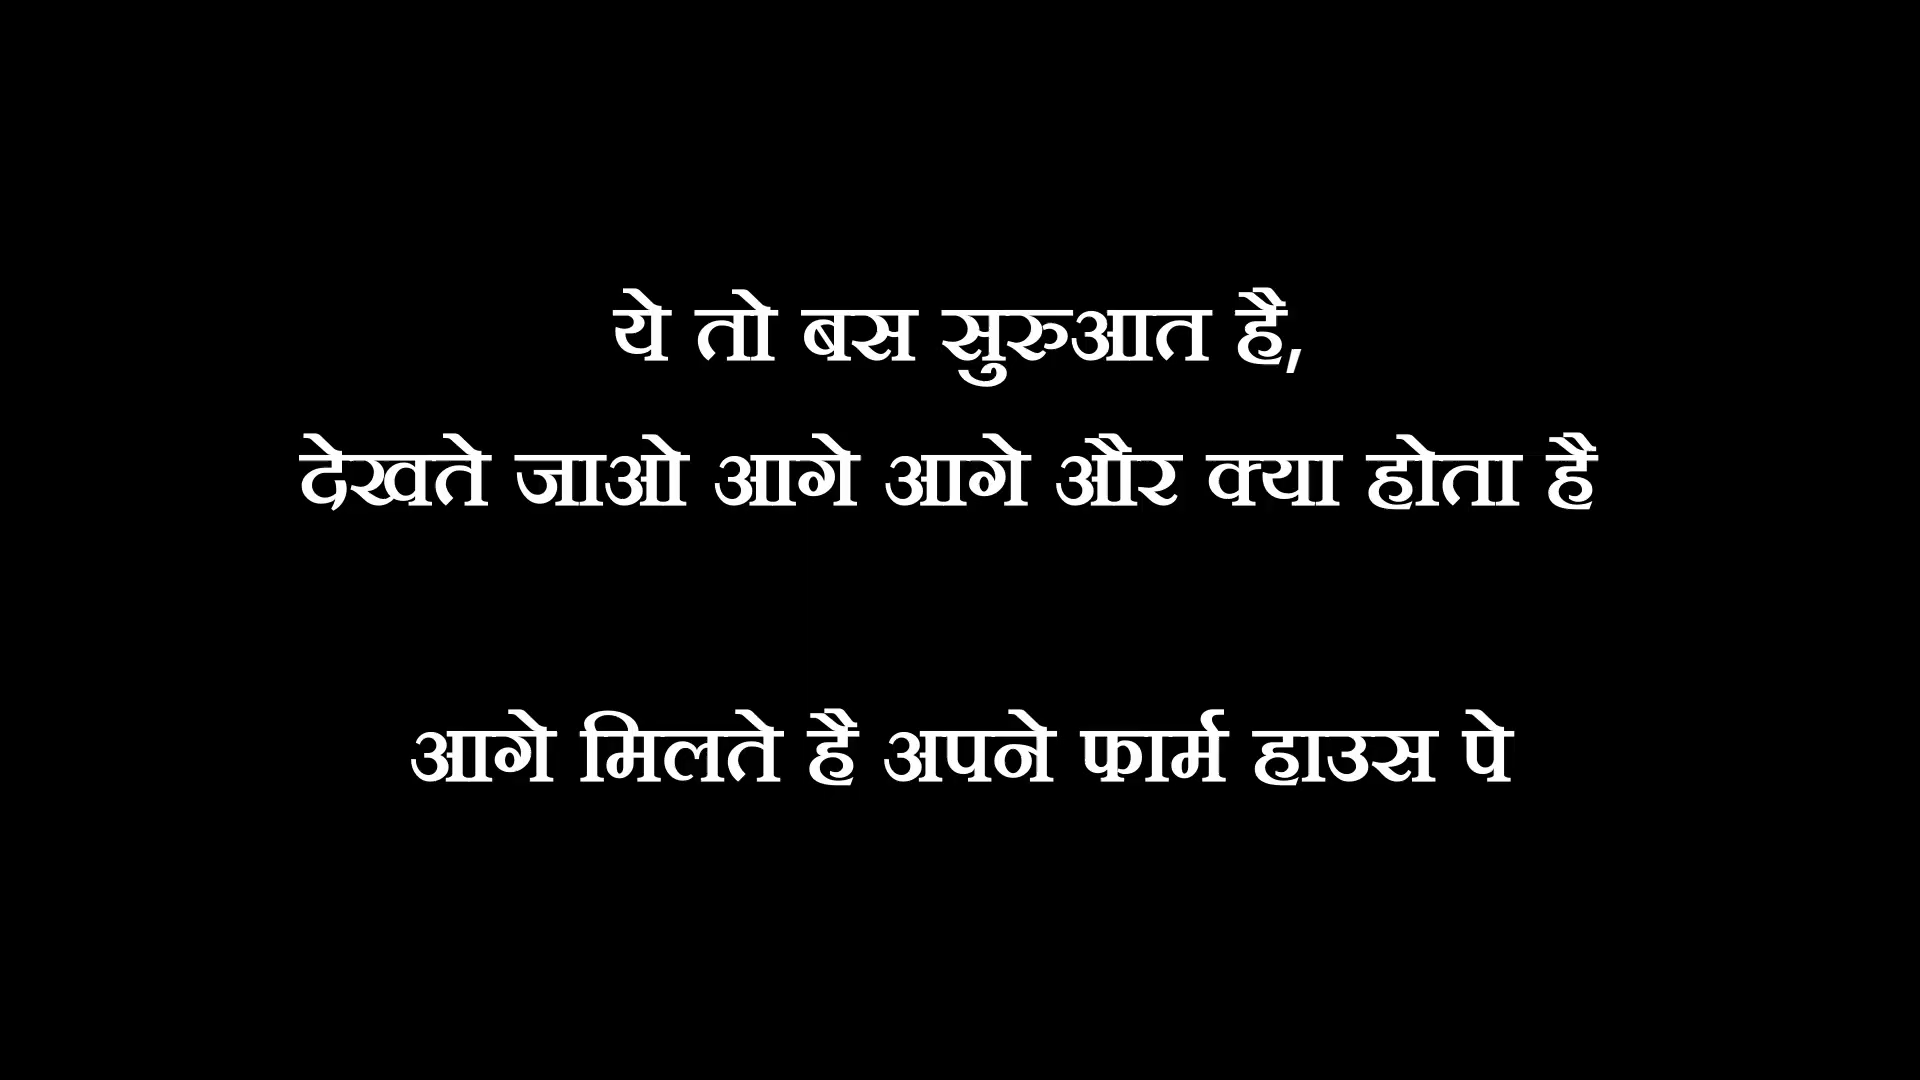 ये तो बस सुरुआत है,
देखते जाओ आगे आगे और क्या होता है
आगे मिलते है अपने फार्म हाउस पे